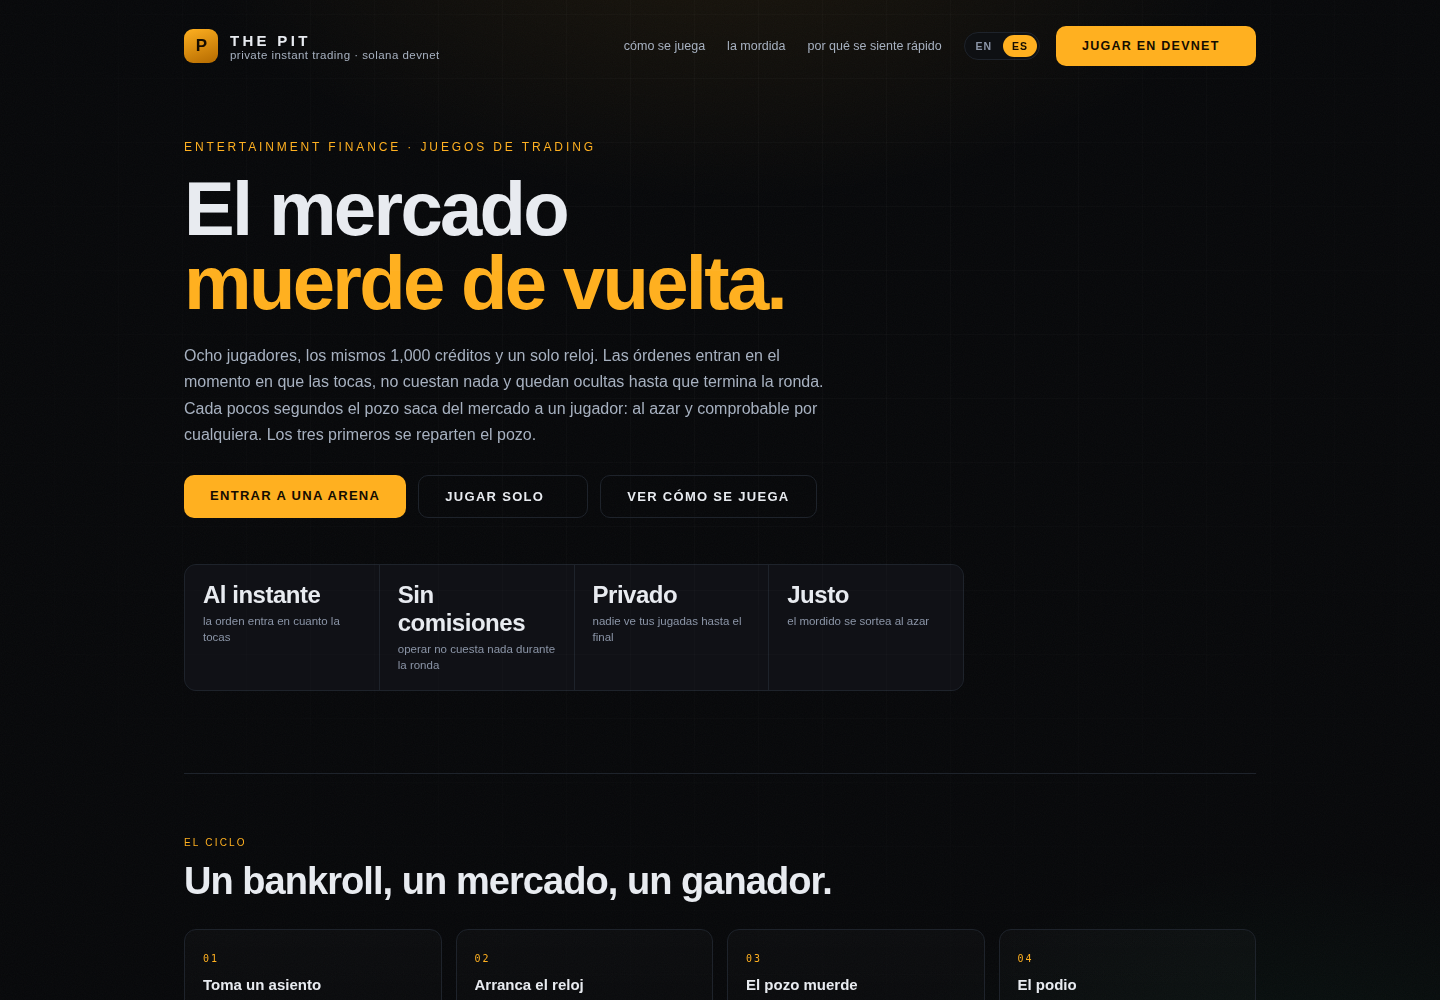 P
THE PIT
private instant trading · solana devnet
cómo se juega
la mordida
por qué se siente rápido
EN
ES
JUGAR EN DEVNET
ENTERTAINMENT FINANCE · JUEGOS DE TRADING
El mercado
muerde de vuelta.
Ocho jugadores, los mismos 1,000 créditos y un solo reloj. Las órdenes entran en el
momento en que las tocas, no cuestan nada y quedan ocultas hasta que termina la ronda.
Cada pocos segundos el pozo saca del mercado a un jugador: al azar y comprobable por
cualquiera. Los tres primeros se reparten el pozo.
ENTRAR A UNA ARENA
JUGAR SOLO
VER CÓMO SE JUEGA
Al instante
la orden entra en cuanto la
tocas
Sin
comisiones
operar no cuesta nada durante
la ronda
Privado
nadie ve tus jugadas hasta el
final
Justo
el mordido se sortea al azar
EL CICLO
Un bankroll, un mercado, un ganador.
01
Toma un asiento
02
Arranca el reloj
03
El pozo muerde
04
El podio